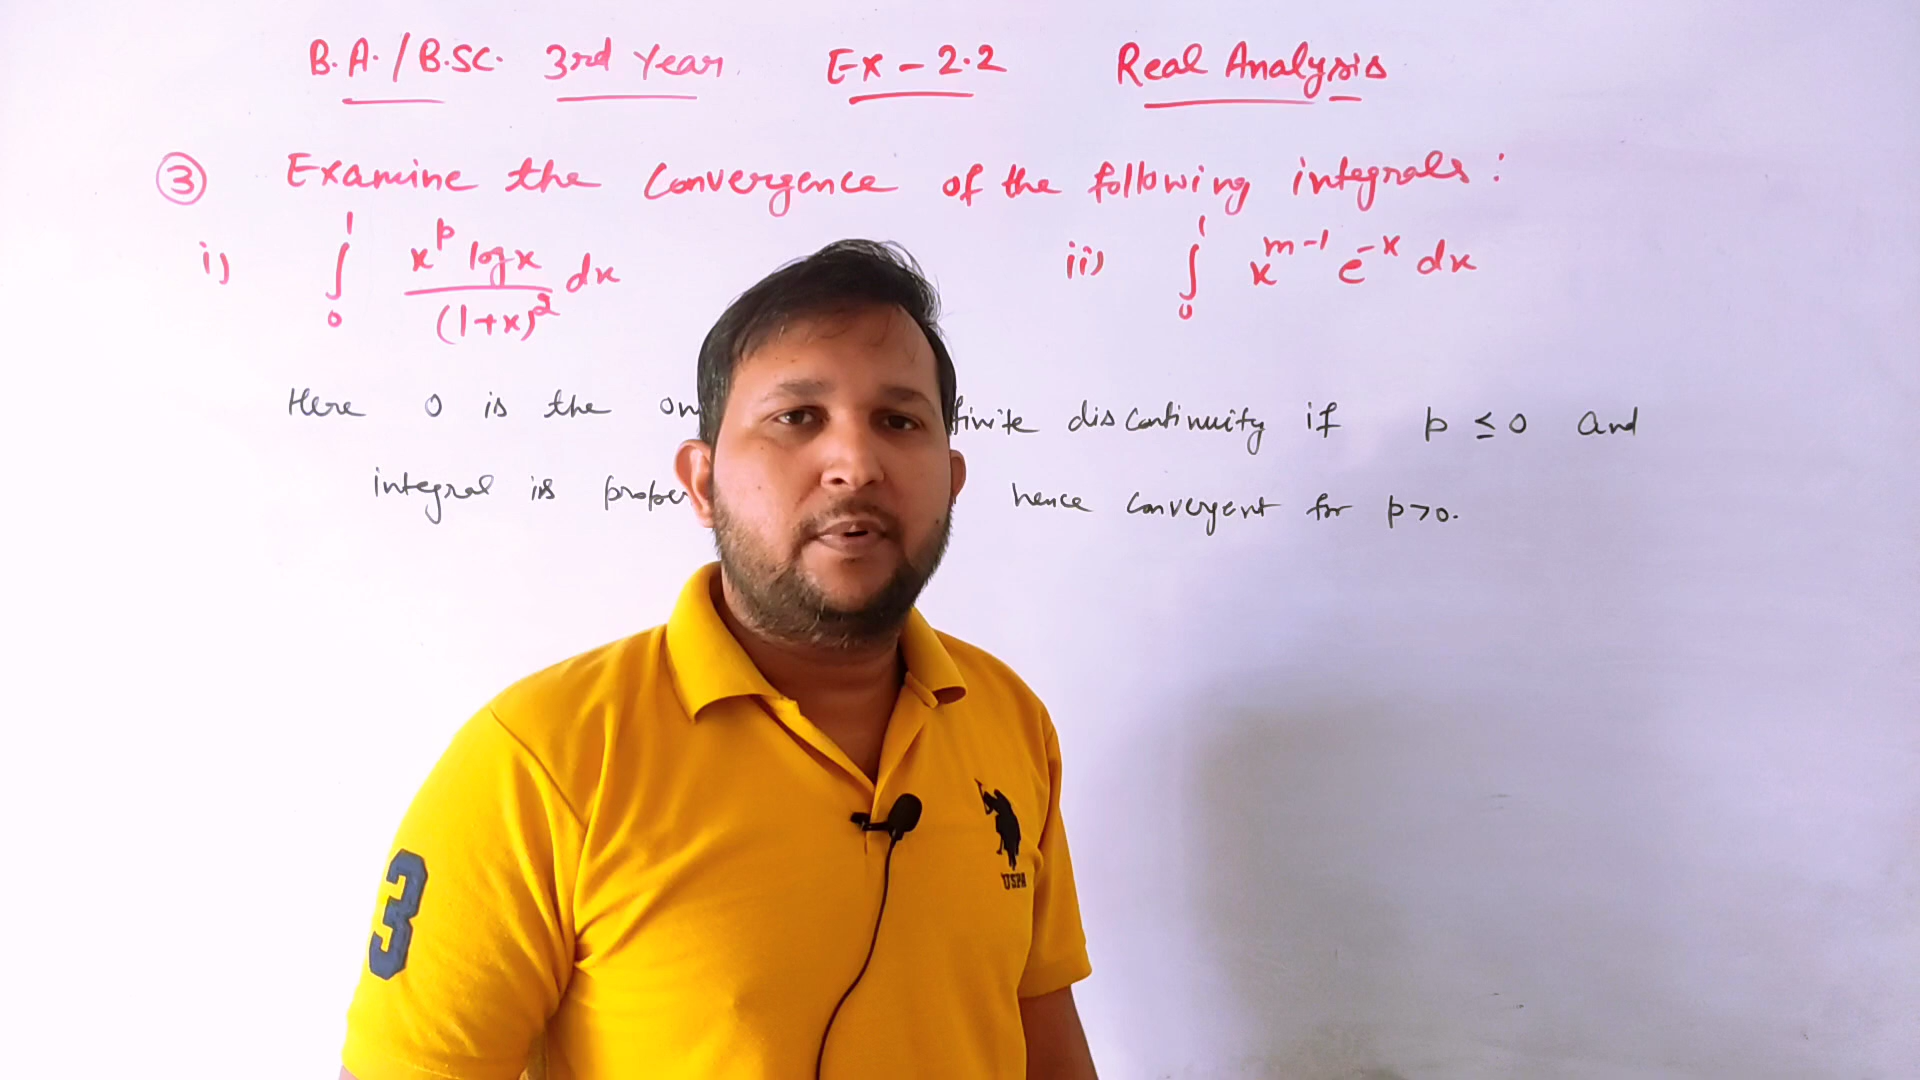 B.A./B.SC. 3rd Year Ex-2.2 Real Analysis
③ Examine the Convergence of the following integrals:
i) ∫₀¹ x^p log x / (1+x)² dx ii) ∫₀¹ x^(m-1) e^(-x) dx
Here 0 is the finite discontinuity if p ≤ 0 and
integral is proper hence convergent for p>0.
3
USPA